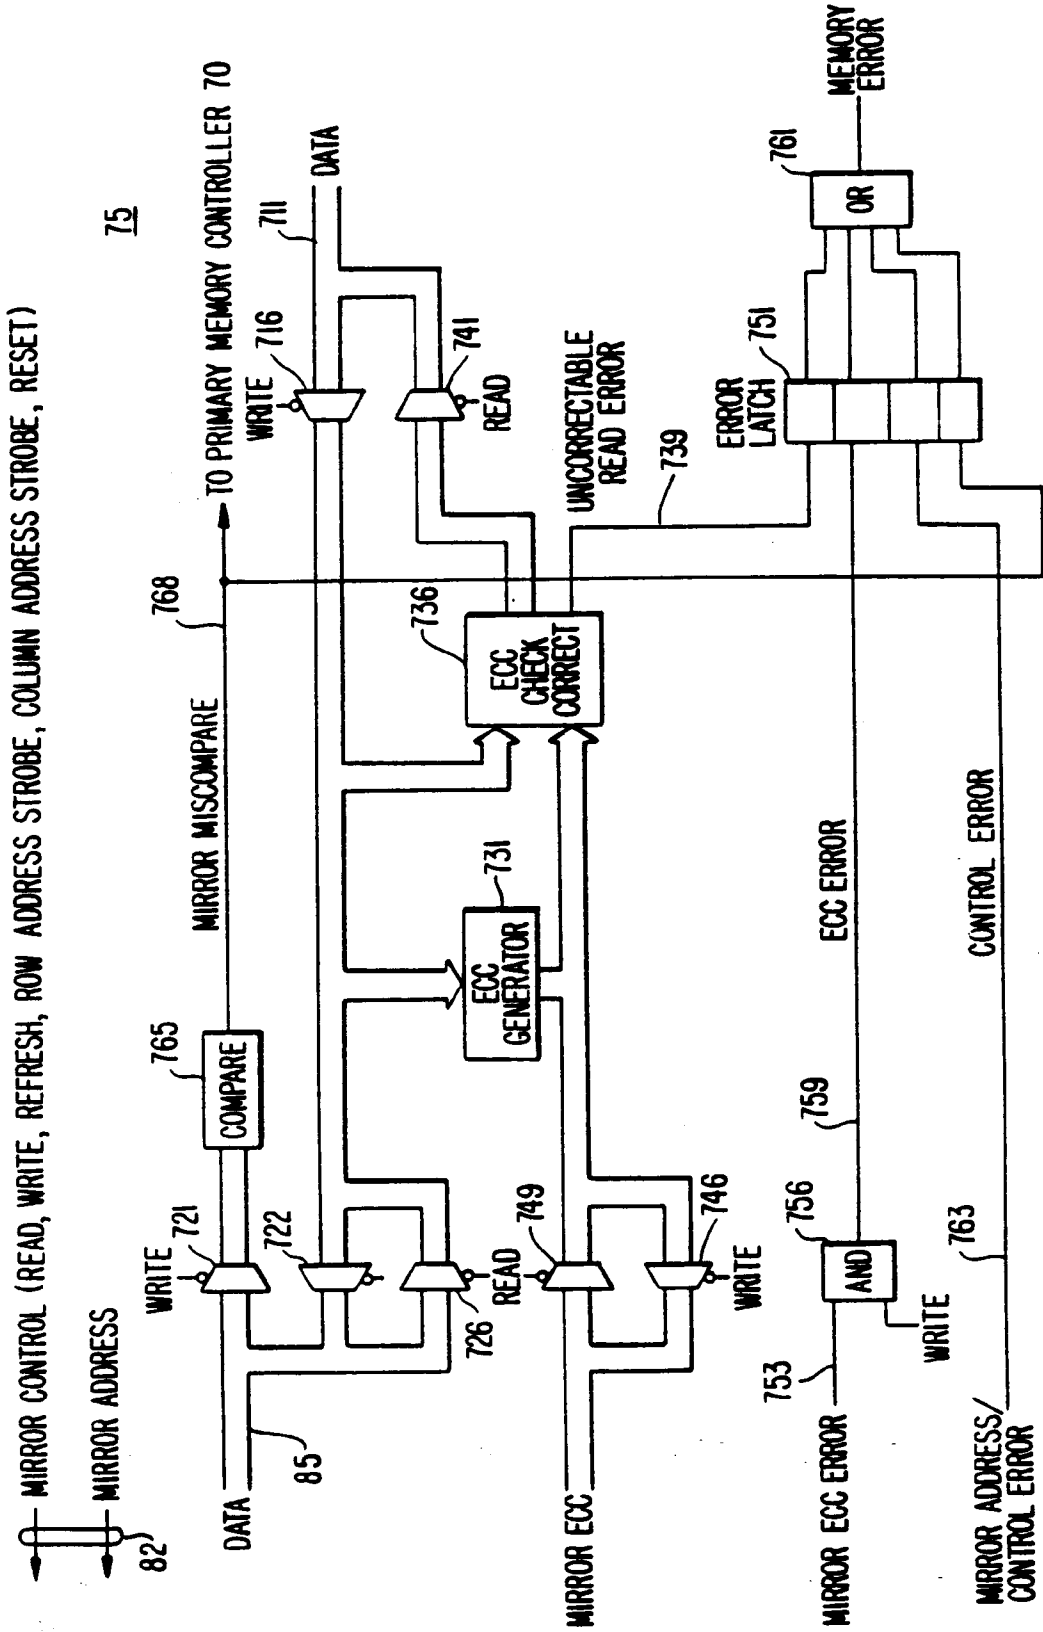 MIRROR CONTROL (READ, WRITE, REFRESH, ROW ADDRESS STROBE, COLUMN ADDRESS STROBE, RESET)
MIRROR ADDRESS
82
75
TO PRIMARY MEMORY CONTROLLER 70
768
MIRROR MISCOMPARE
765
COMPARE
WRITE
721
722
DATA
85
726
READ
711
DATA
716
WRITE
741
READ
736
ECC
CHECK
CORRECT
731
ECC
GENERATOR
UNCORRECTABLE
READ ERROR
739
749
746
WRITE
MIRROR ECC
ERROR
LATCH
751
761
OR
MEMORY
ERROR
ECC ERROR
759
756
AND
753
WRITE
MIRROR ECC ERROR
CONTROL ERROR
763
MIRROR ADDRESS/
CONTROL ERROR